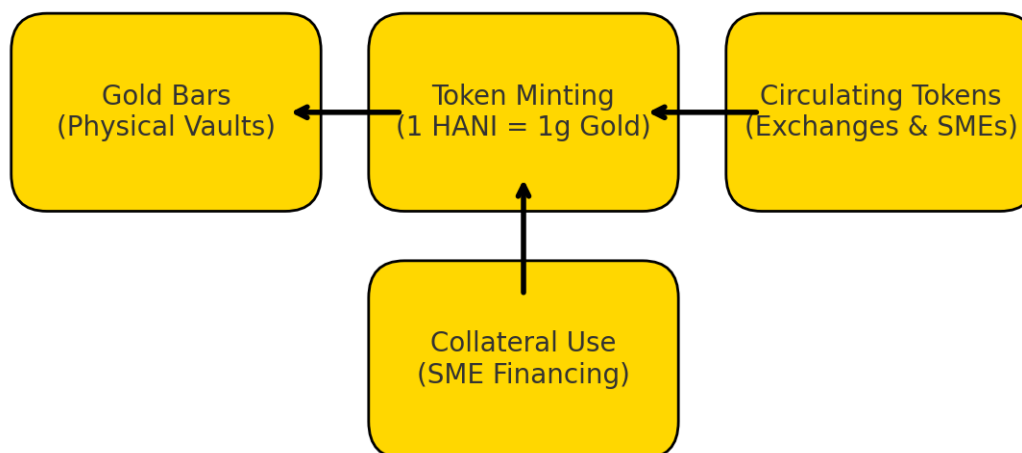 Gold Bars
(Physical Vaults)
Token Minting
(1 HANI = 1g Gold)
Circulating Tokens
(Exchanges & SMEs)
Collateral Use
(SME Financing)